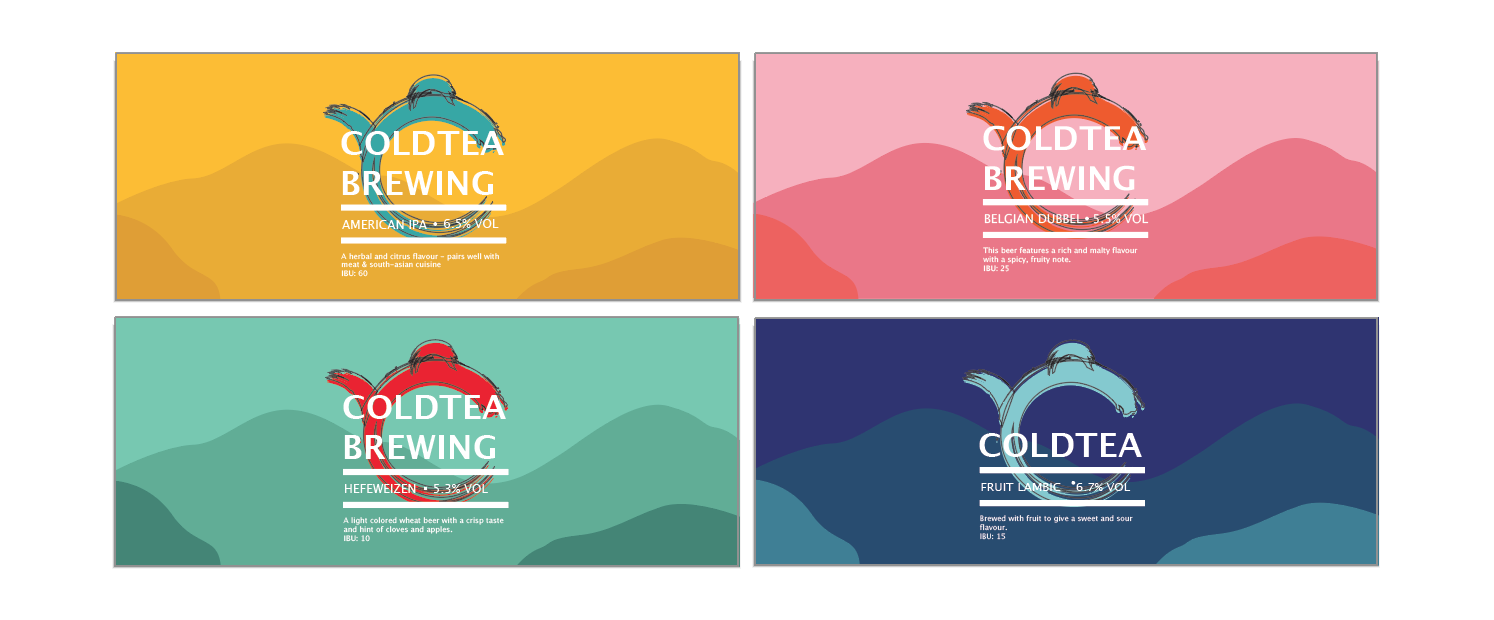 COLDTEA
BREWING
AMERICAN IPA • 6.5% VOL
A herbal and citrus flavour - pairs well with
meat & south-asian cuisine
IBU: 60
COLDTEA
BREWING
BELGIAN DUBBEL • 5.5% VOL
This beer features a rich and malty flavour
with a spicy, fruity note.
IBU: 25
COLDTEA
BREWING
HEFEWEIZEN • 5.3% VOL
A light colored wheat beer with a crisp taste
and hint of cloves and apples.
IBU: 10
COLDTEA
FRUIT LAMBIC • 6.7% VOL
Brewed with fruit to give a sweet and sour
flavour.
IBU: 15